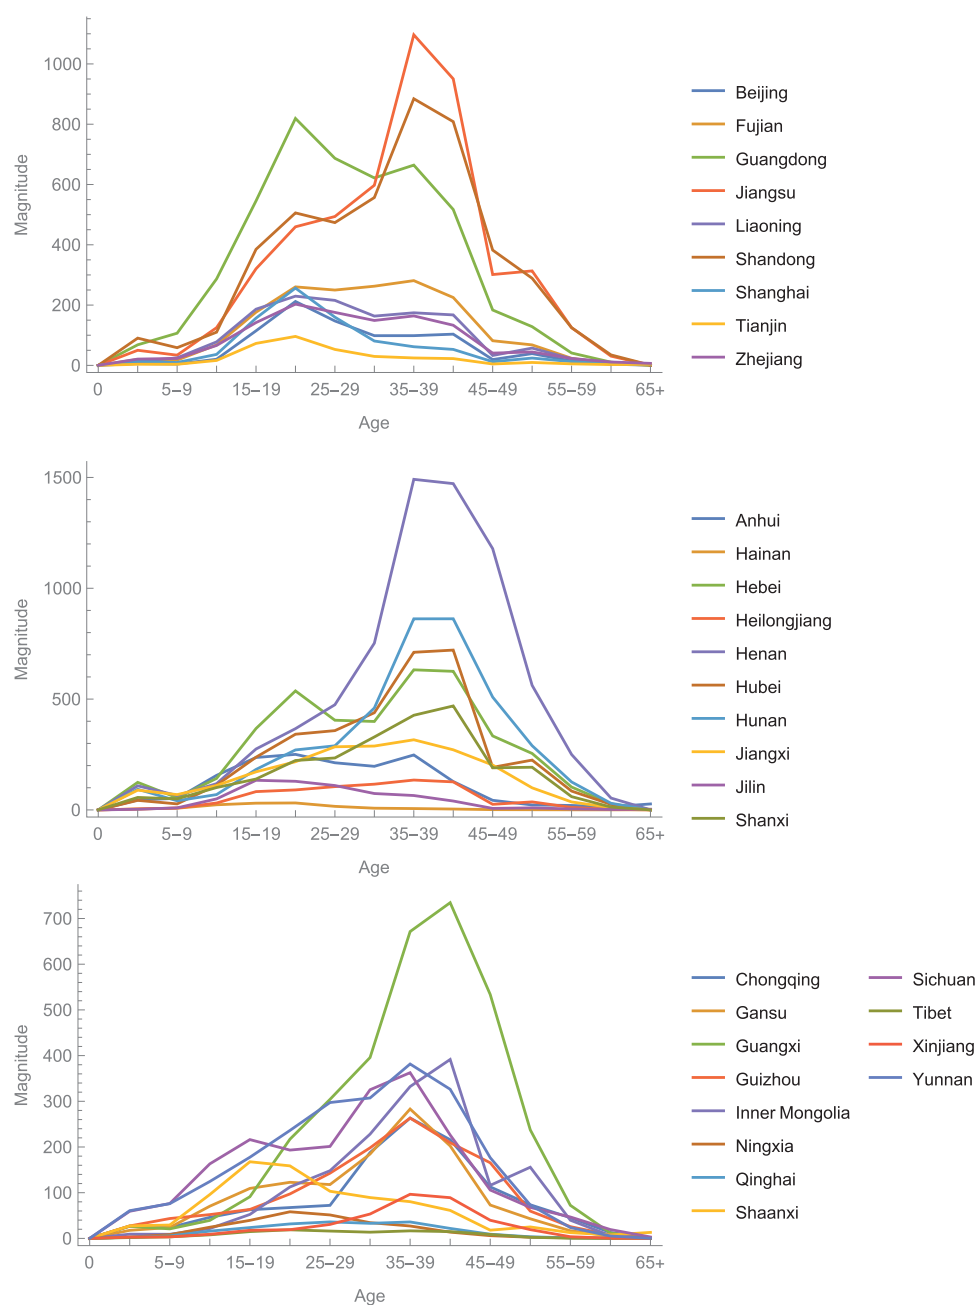 1000
800
600
400
200
0
Magnitude
0 5–9 15–19 25–29 35–39 45–49 55–59 65+
Age
Beijing
Fujian
Guangdong
Jiangsu
Liaoning
Shandong
Shanghai
Tianjin
Zhejiang
1500
1000
500
0
Magnitude
0 5–9 15–19 25–29 35–39 45–49 55–59 65+
Age
Anhui
Hainan
Hebei
Heilongjiang
Henan
Hubei
Hunan
Jiangxi
Jilin
Shanxi
700
600
500
400
300
200
100
0
Magnitude
0 5–9 15–19 25–29 35–39 45–49 55–59 65+
Age
Chongqing Sichuan
Gansu Tibet
Guangxi Xinjiang
Guizhou Yunnan
Inner Mongolia
Ningxia
Qinghai
Shaanxi